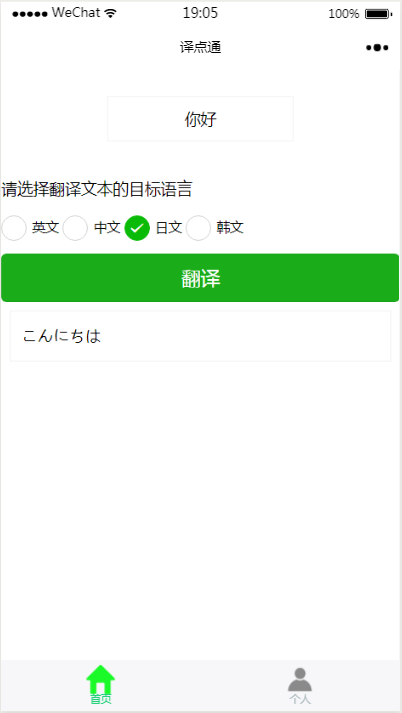 WeChat 19:05 100%
译点通
你好
请选择翻译文本的目标语言
英文 中文 日文 韩文
翻译
こんにちは
首页 个人